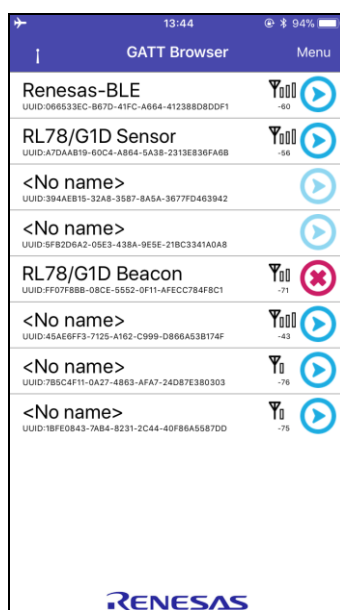 13:44
94%
GATT Browser
Menu
Renesas-BLE
UUID:066533EC-B67D-41FC-A664-412388D8DDF1
-60
RL78/G1D Sensor
UUID:A7DAAB19-60C4-A864-5A38-2313E836FA6B
-56
<No name>
UUID:394AEB15-32A8-3587-8A5A-3677FD463942
<No name>
UUID:5FB2D6A2-05E3-438A-9E5E-21BC3341A0A8
RL78/G1D Beacon
UUID:FF07F8BB-08CE-5552-0F11-AFECC784F8C1
-71
<No name>
UUID:45AE6FF3-7125-A162-C999-D866A53B174F
-43
<No name>
UUID:7B5C4F11-0A27-4863-AFA7-24D87E380303
-76
<No name>
UUID:1BFE0843-7AB4-8231-2C44-40F86A5587DD
-75
RENESAS